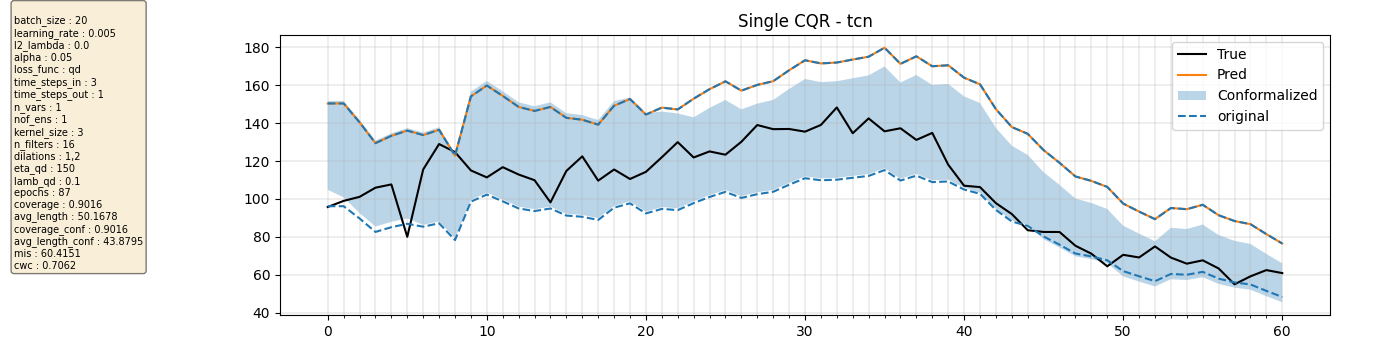 batch_size : 20
learning_rate : 0.005
l2_lambda : 0.0
alpha : 0.05
loss_func : qd
time_steps_in : 3
time_steps_out : 1
n_vars : 1
nof_ens : 1
kernel_size : 3
n_filters : 16
dilations : 1,2
eta_qd : 150
lamb_qd : 0.1
epochs : 87
coverage : 0.9016
avg_length : 50.1678
coverage_conf : 0.9016
avg_length_conf : 43.8795
mis : 60.4151
cwc : 0.7062
Single CQR - tcn
180
160
140
120
100
80
60
40
0 10 20 30 40 50 60
True
Pred
Conformalized
original